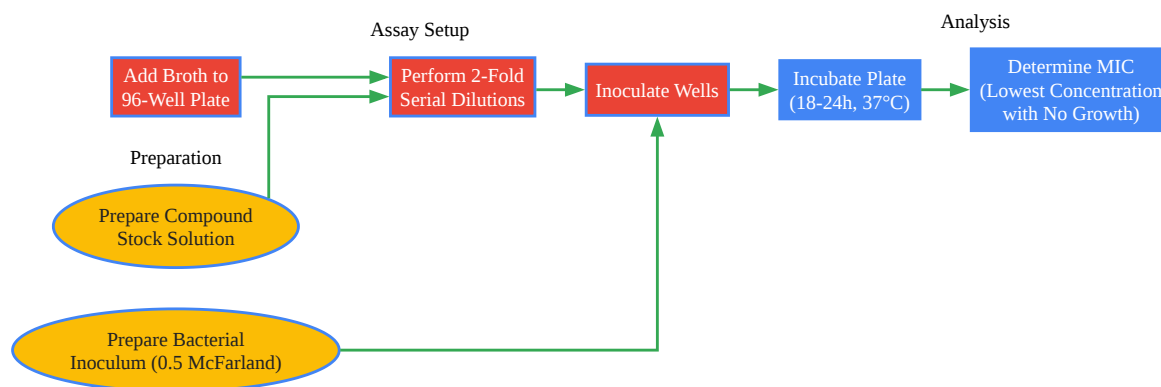 Assay Setup
Analysis
Add Broth to
96-Well Plate
Perform 2-Fold
Serial Dilutions
Inoculate Wells
Incubate Plate
(18-24h, 37°C)
Determine MIC
(Lowest Concentration
with No Growth)
Preparation
Prepare Compound
Stock Solution
Prepare Bacterial
Inoculum (0.5 McFarland)